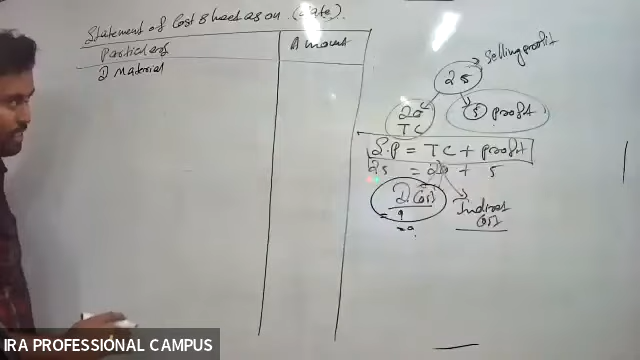 Statement of Cost Sheet as on (Date).
Particulars
Amount
D Material
25 Selling profit
20
TC
5 profit
S.P = TC + profit
25 = 20 + 5
D. Cost
= ?
= ?
Indirect
Cost
IRA PROFESSIONAL CAMPUS